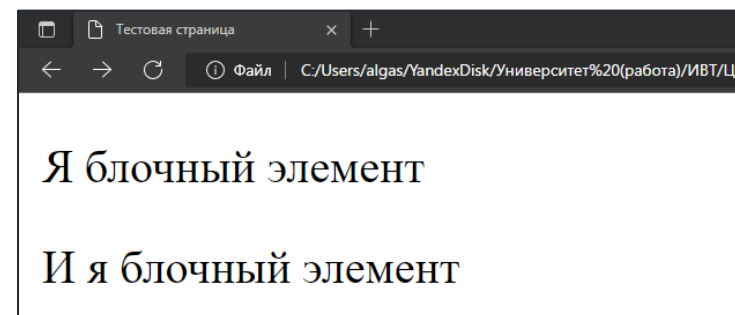 Тестовая страница
Файл C:/Users/algas/YandexDisk/Университет%20(работа)/ИВТ/Ц
Я блочный элемент
И я блочный элемент